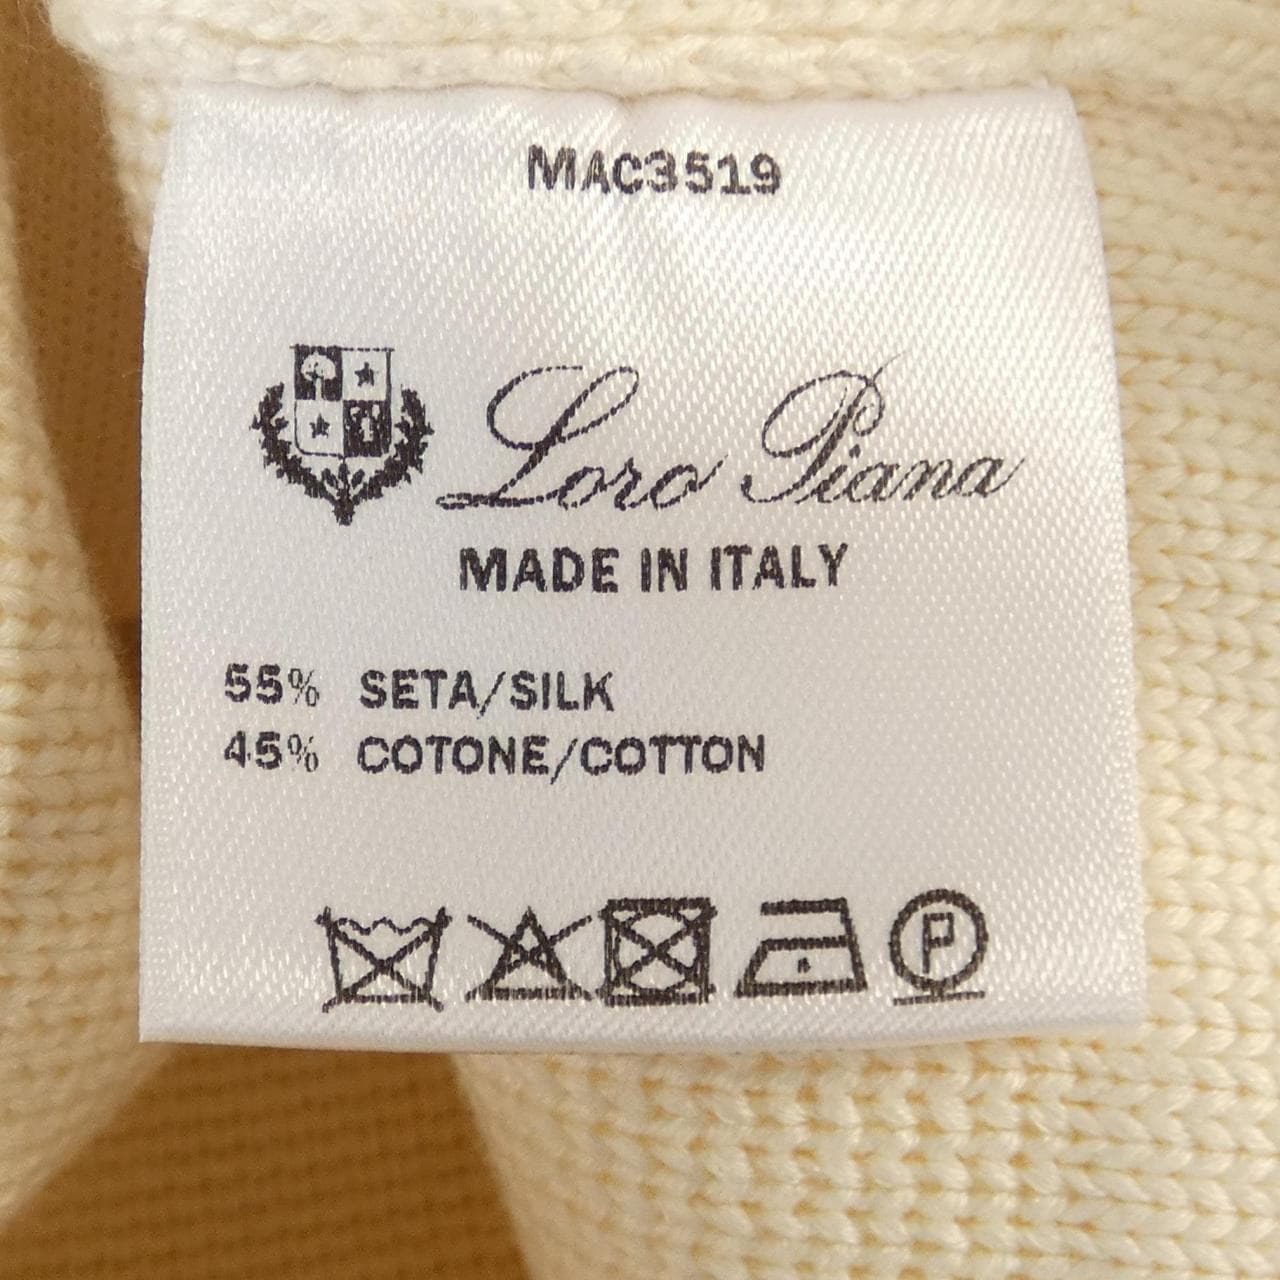 MAC3519
Loro Piana
MADE IN ITALY
55% SETA/SILK
45% COTONE/COTTON
P